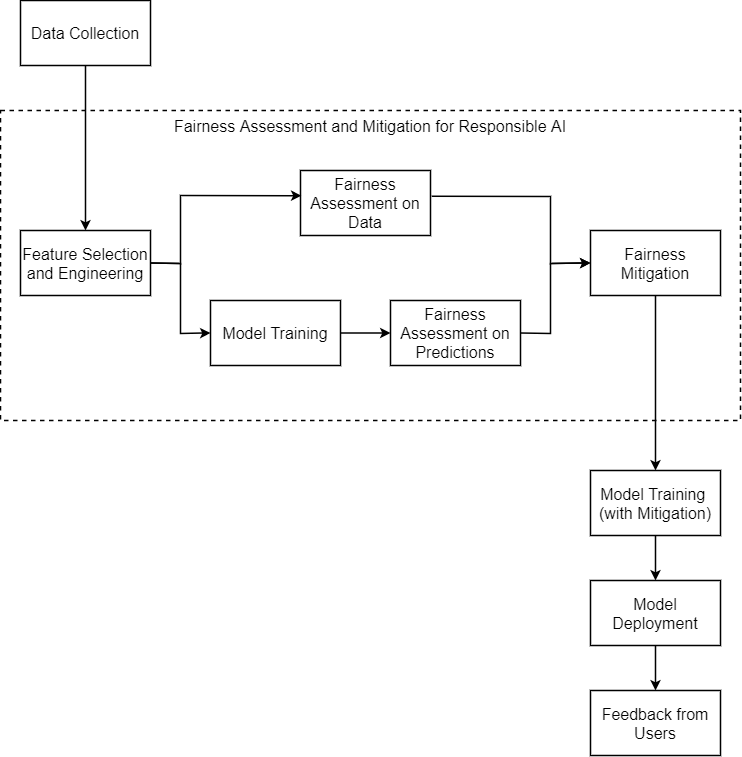 Data Collection
Fairness Assessment and Mitigation for Responsible AI
Fairness
Assessment on
Data
Feature Selection
and Engineering
Fairness
Mitigation
Model Training
Fairness
Assessment on
Predictions
Model Training
(with Mitigation)
Model
Deployment
Feedback from
Users